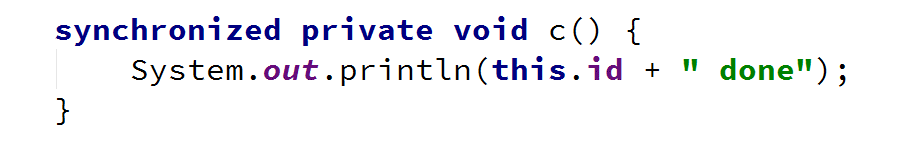 synchronized private void c() {
    System.out.println(this.id + " done");
}